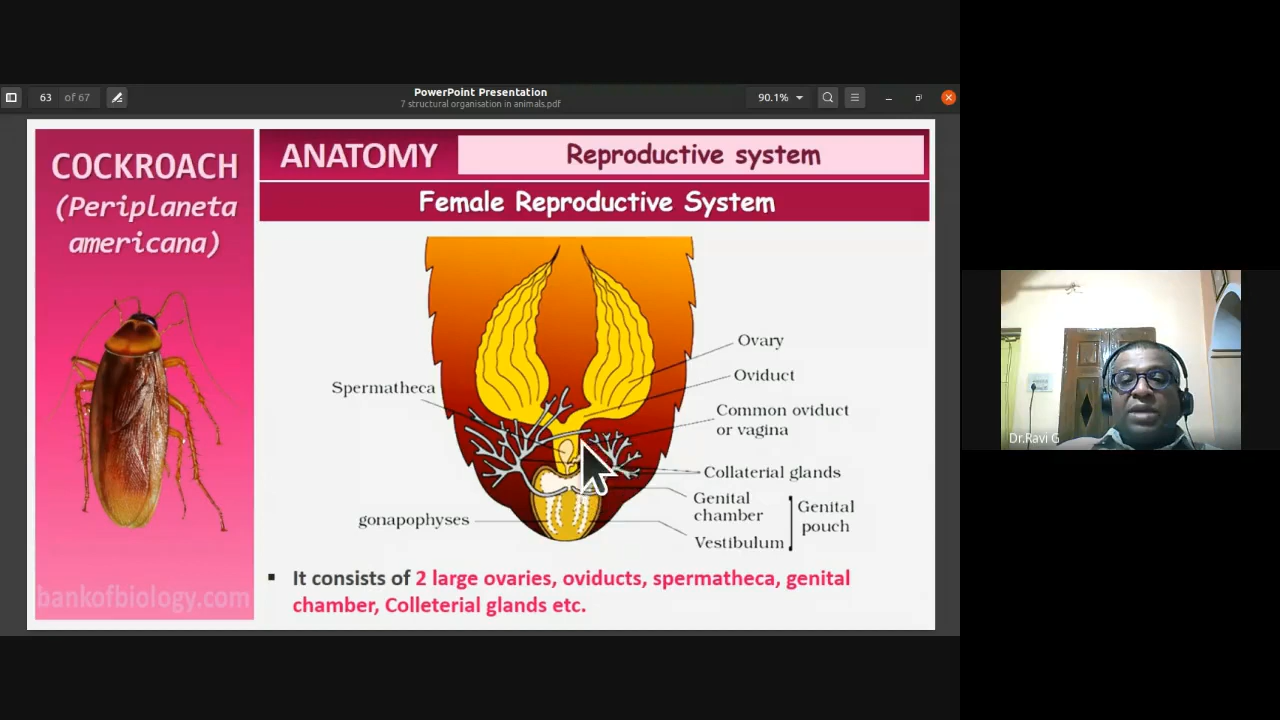 PowerPoint Presentation
63 of 67
7 structural organisation in animals.pdf
90.1%
COCKROACH
(Periplaneta
americana)
bankofbiology.com
ANATOMY
Reproductive system
Female Reproductive System
Ovary
Oviduct
Spermatheca
Common oviduct
or vagina
Collaterial glands
Genital
chamber
Genital
pouch
gonapophyses
Vestibulum
▪ It consists of 2 large ovaries, oviducts, spermatheca, genital
chamber, Colleterial glands etc.
Dr.Ravi G